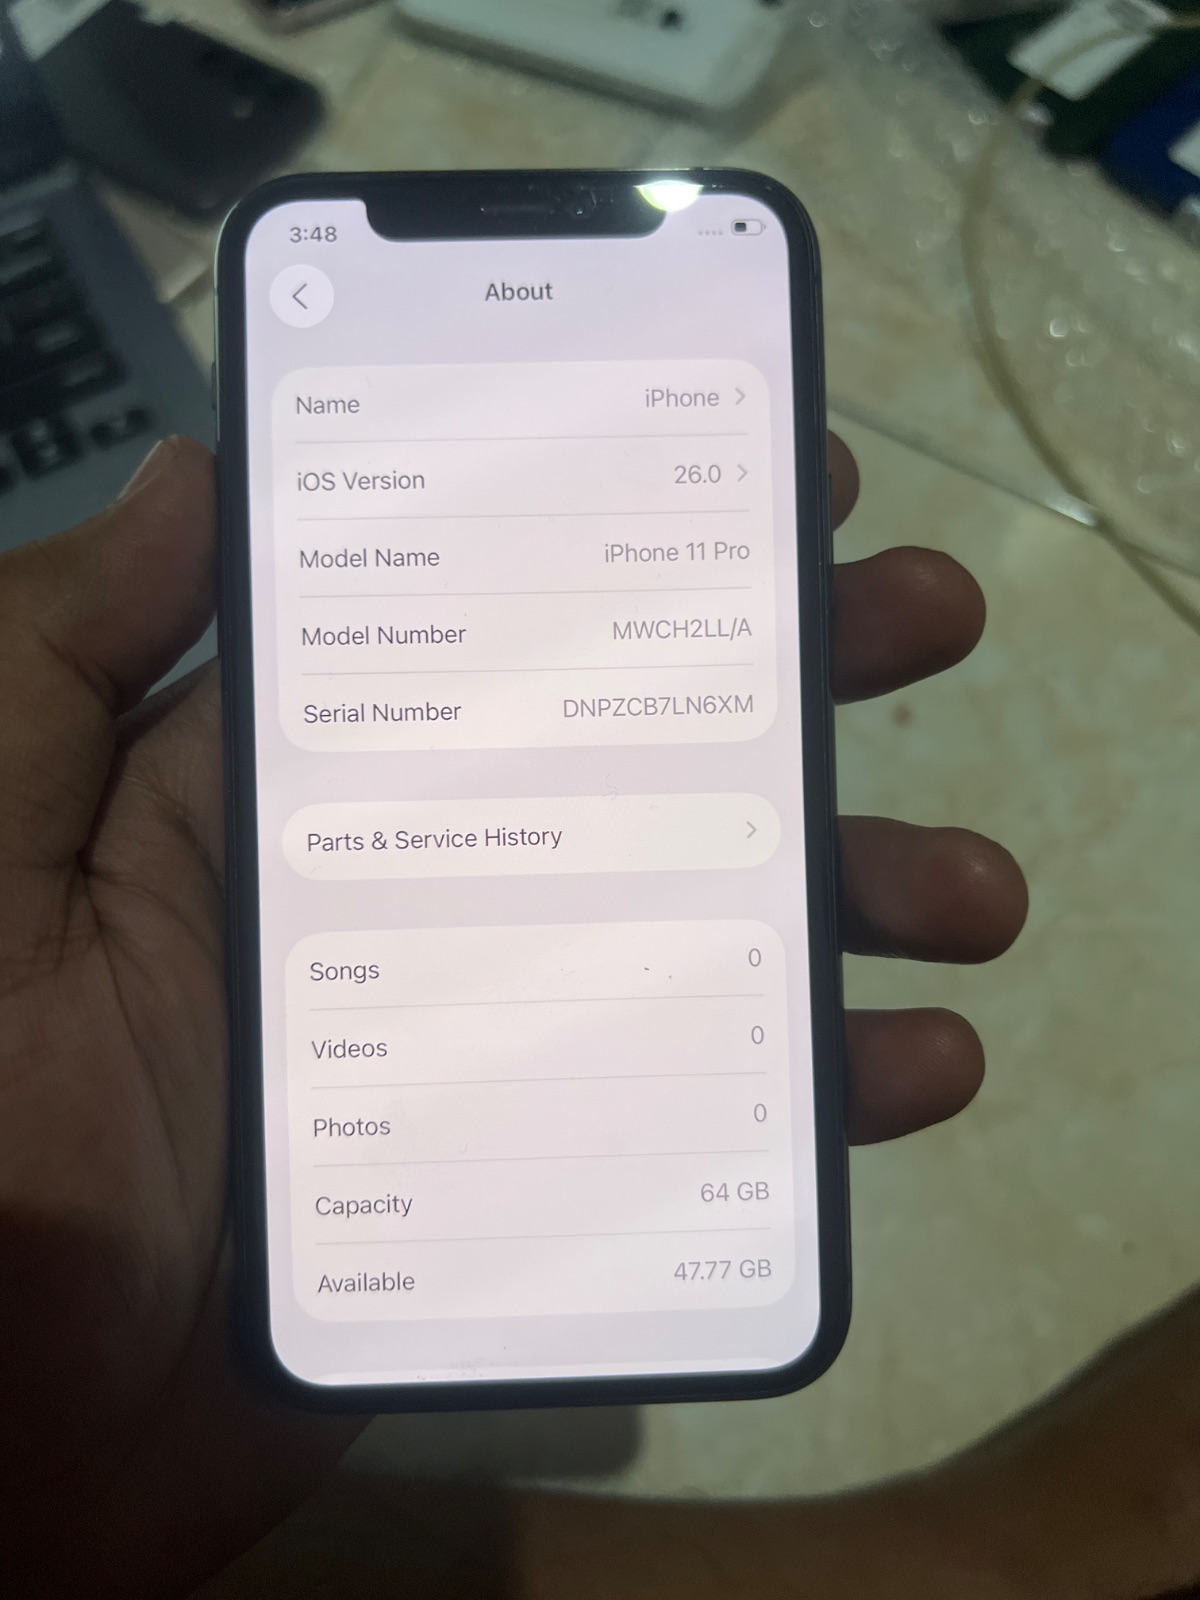 3:48
About
Name iPhone
iOS Version 26.0
Model Name iPhone 11 Pro
Model Number MWCH2LL/A
Serial Number DNPZCB7LN6XM
Parts & Service History
Songs 0
Videos 0
Photos 0
Capacity 64 GB
Available 47.77 GB